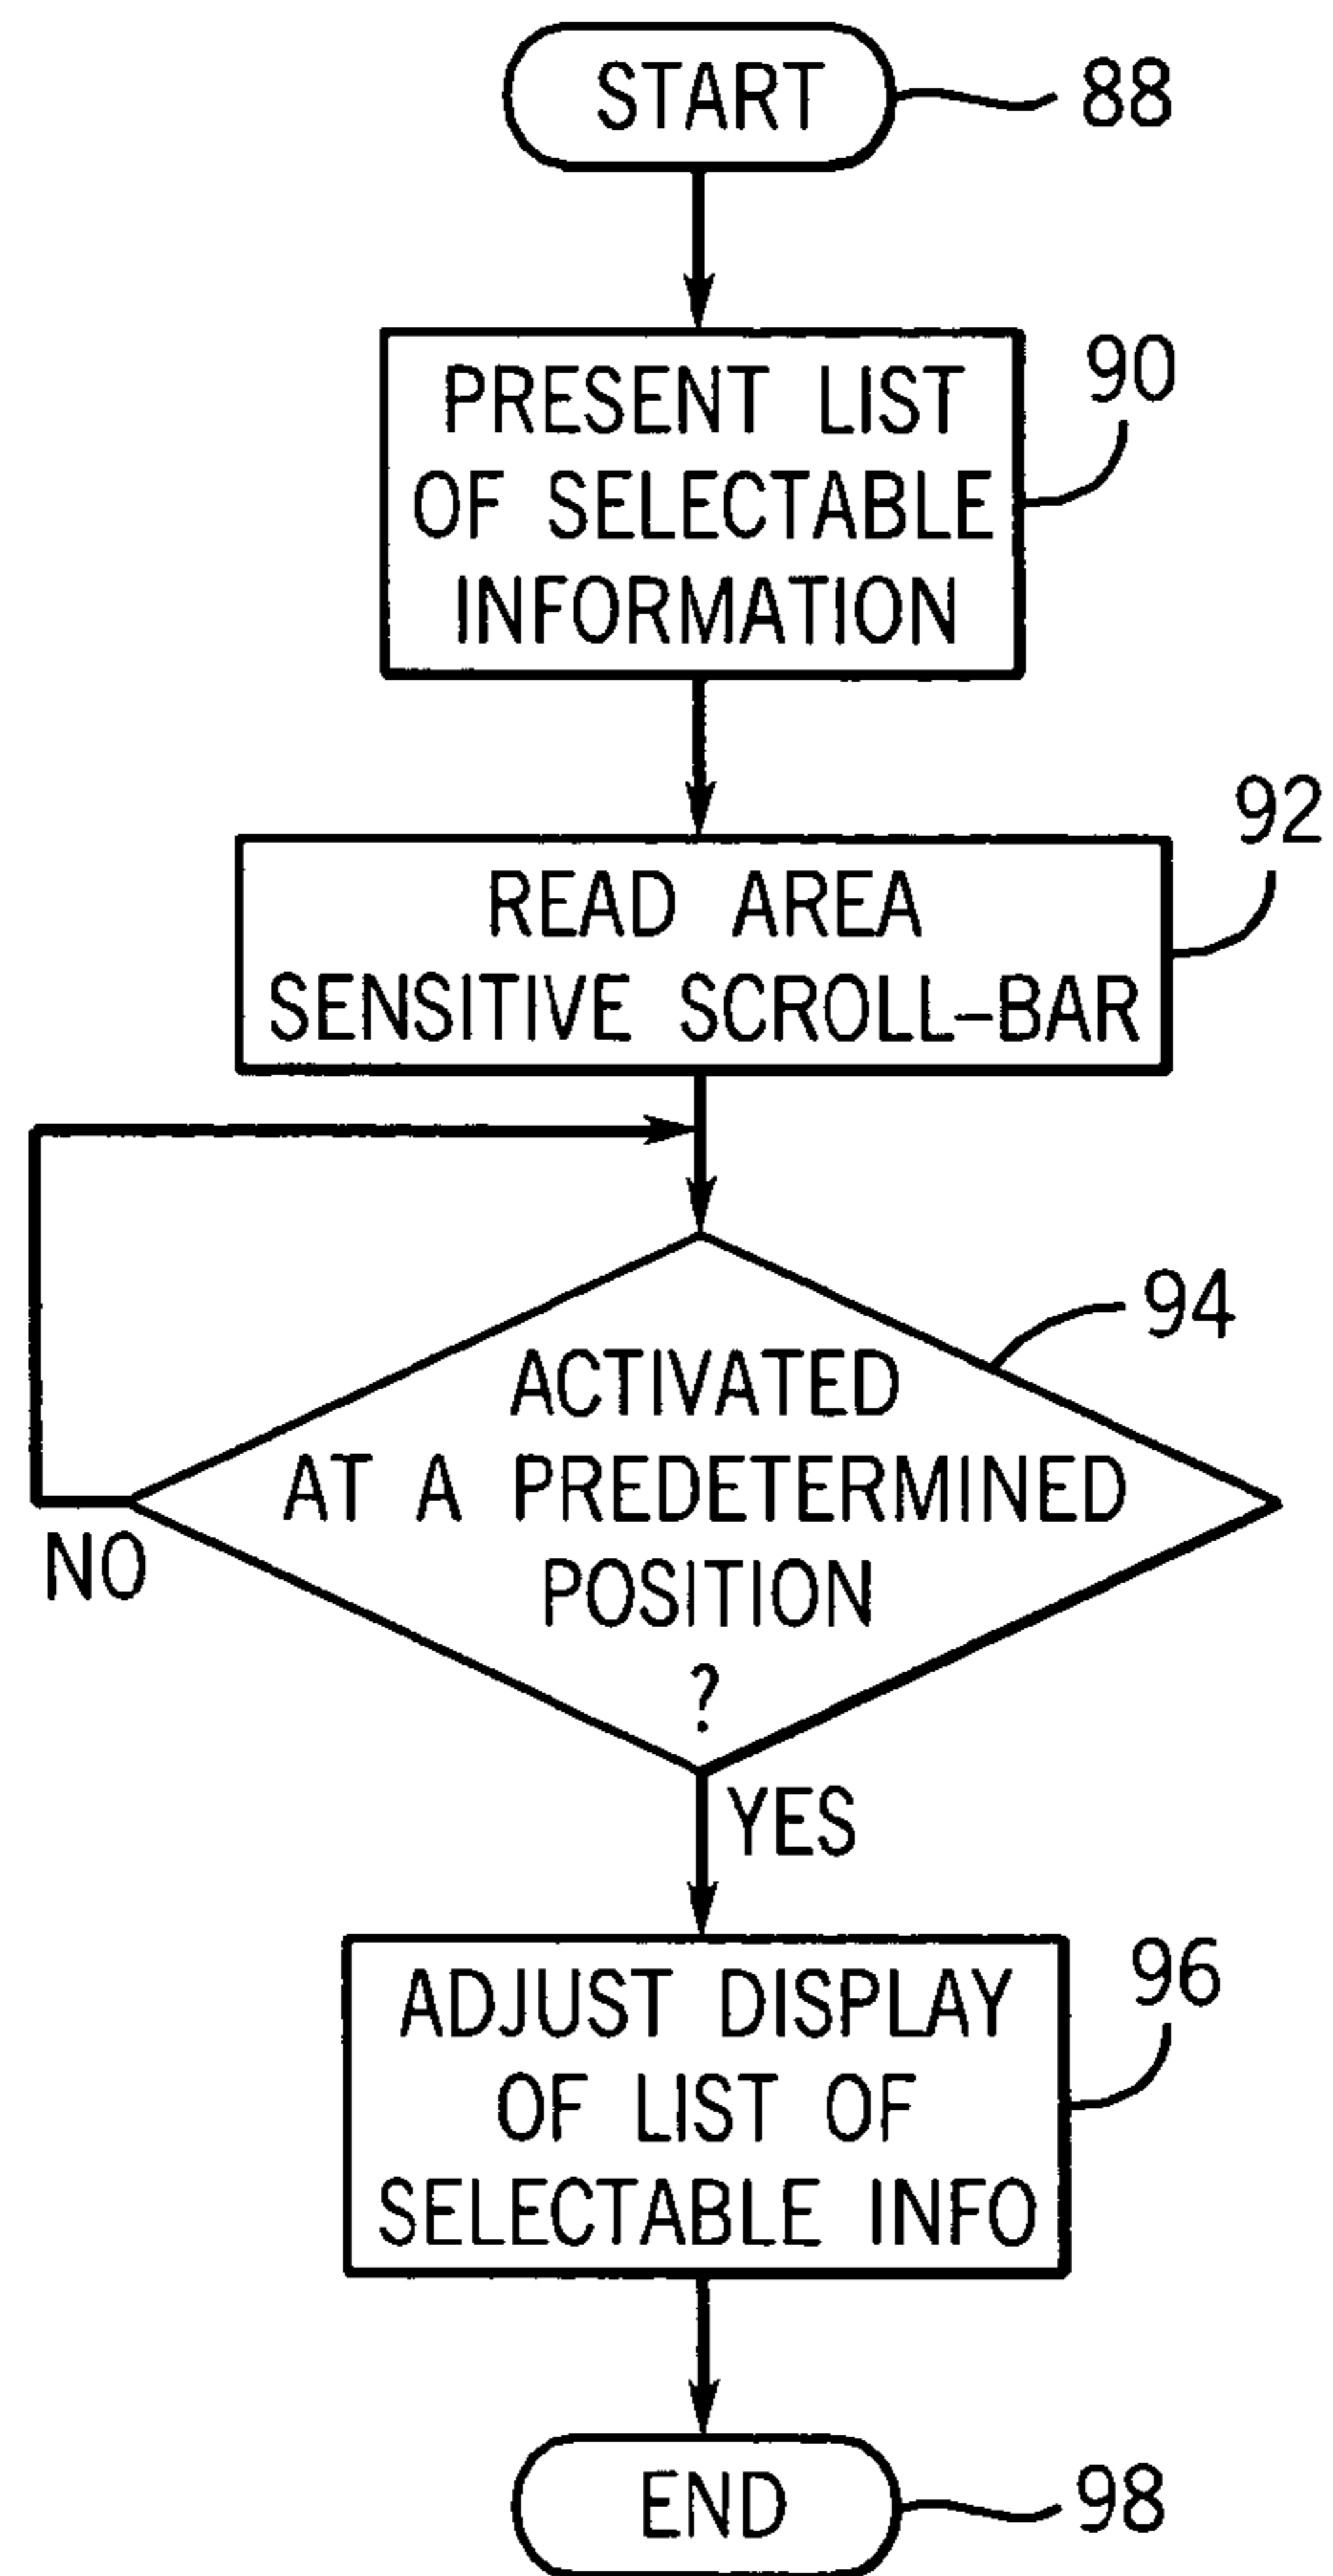 START
88
PRESENT LIST
OF SELECTABLE
INFORMATION
90
READ AREA
SENSITIVE SCROLL-BAR
92
ACTIVATED
AT A PREDETERMINED
POSITION
?
94
NO
YES
ADJUST DISPLAY
OF LIST OF
SELECTABLE INFO
96
END
98